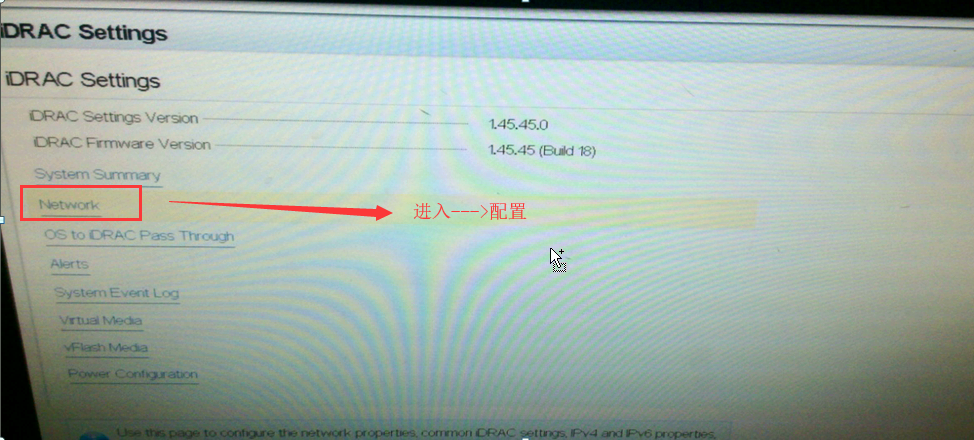 iDRAC Settings
iDRAC Settings
iDRAC Settings Version 1.45.45.0
iDRAC Firmware Version 1.45.45 (Build 18)
System Summary
Network 进入--->配置
OS to iDRAC Pass Through
Alerts
System Event Log
Virtual Media
vFlash Media
Power Configuration
Use this page to configure the network properties, common iDRAC settings, IPv4 and IPv6 properties,